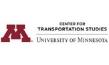 M
CENTER FOR
TRANSPORTATION STUDIES
UNIVERSITY OF MINNESOTA